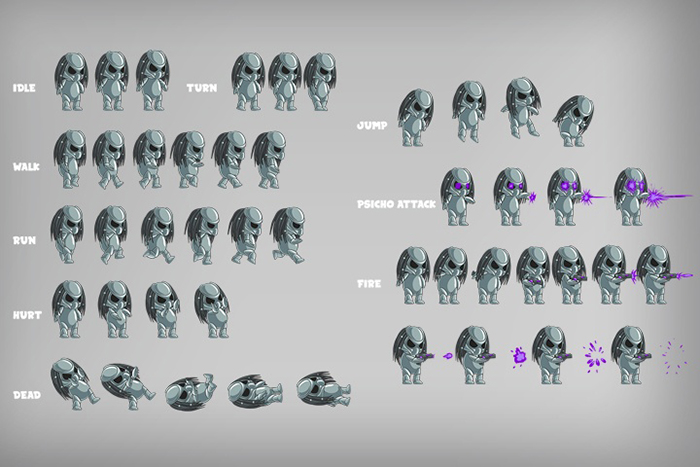 IDLE
TURN
WALK
RUN
HURT
DEAD
JUMP
PSICHO ATTACK
FIRE